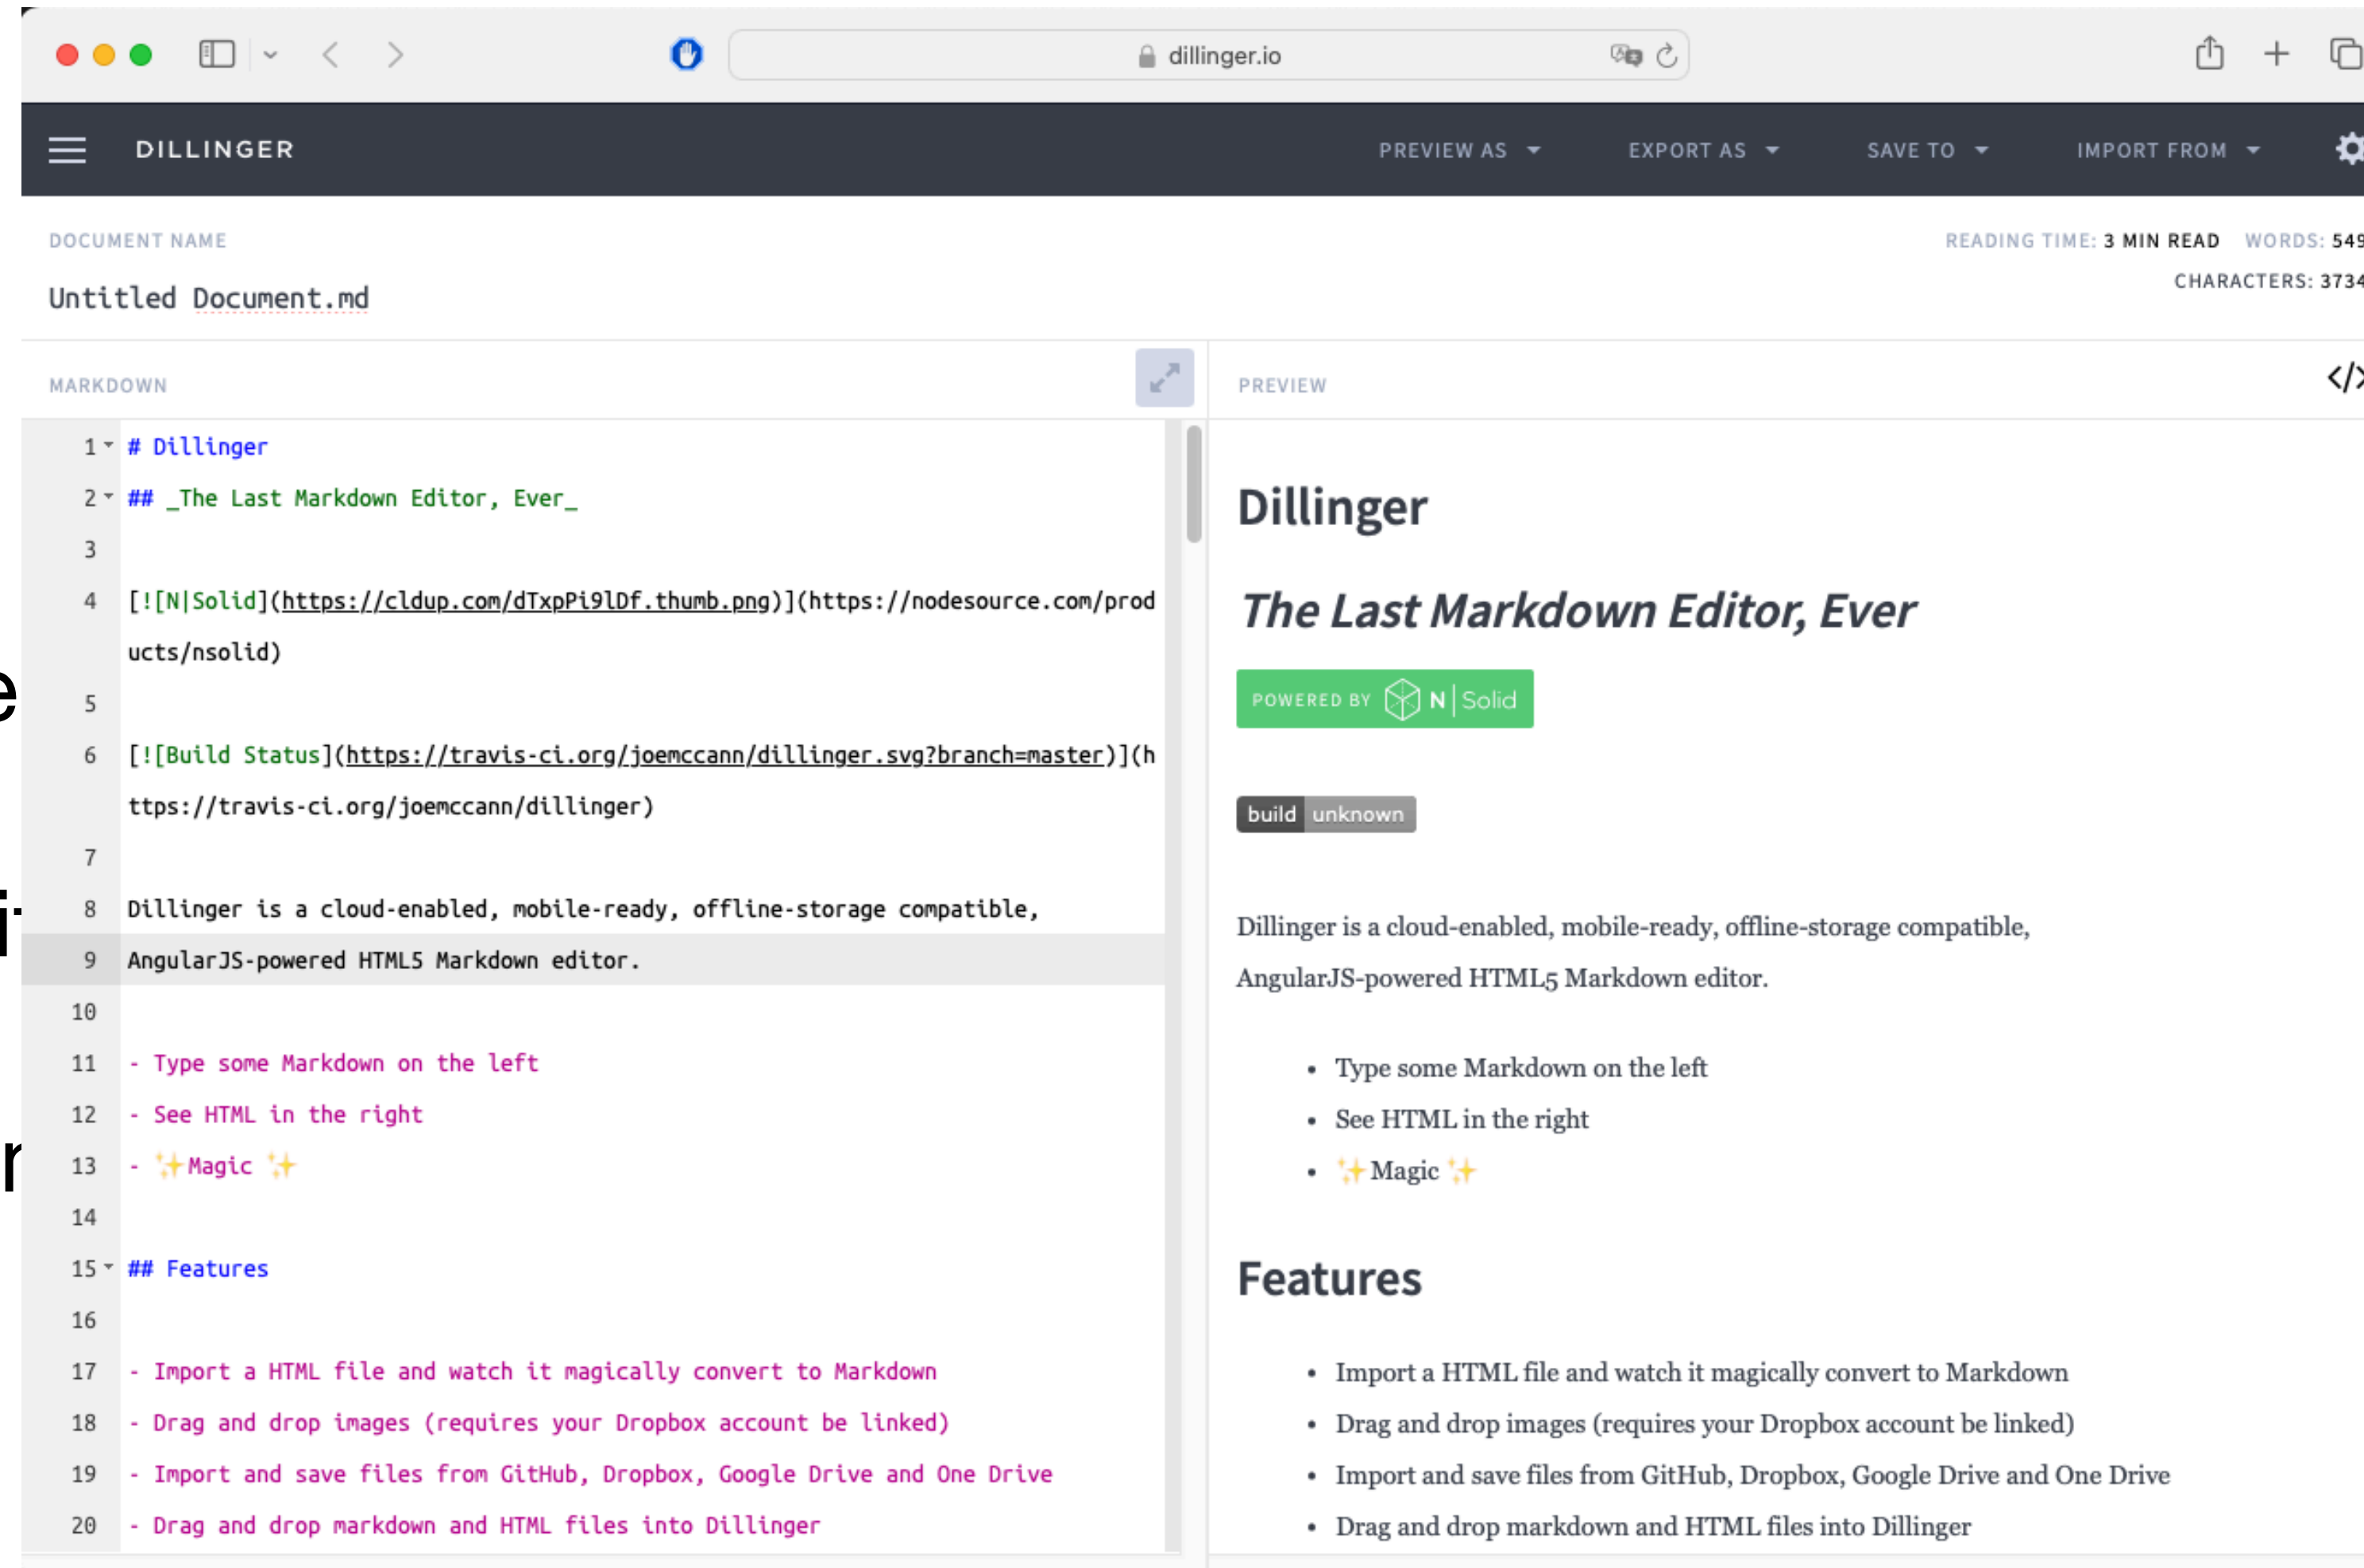 dillinger.io
DILLINGER
PREVIEW AS
EXPORT AS
SAVE TO
IMPORT FROM
DOCUMENT NAME
READING TIME: 3 MIN READ WORDS: 549
Untitled Document.md
CHARACTERS: 3734
MARKDOWN
1 # Dillinger
2 ## _The Last Markdown Editor, Ever_
3
4 [![N|Solid](https://cldup.com/dTxpPi9lDf.thumb.png)](https://nodesource.com/prod
ucts/nsolid)
5
6 [![Build Status](https://travis-ci.org/joemccann/dillinger.svg?branch=master)](h
ttps://travis-ci.org/joemccann/dillinger)
7
8 Dillinger is a cloud-enabled, mobile-ready, offline-storage compatible,
9 AngularJS-powered HTML5 Markdown editor.
10
11 - Type some Markdown on the left
12 - See HTML in the right
13 - ✨Magic ✨
14
15 ## Features
16
17 - Import a HTML file and watch it magically convert to Markdown
18 - Drag and drop images (requires your Dropbox account be linked)
19 - Import and save files from GitHub, Dropbox, Google Drive and One Drive
20 - Drag and drop markdown and HTML files into Dillinger
PREVIEW
</>
Dillinger
The Last Markdown Editor, Ever
POWERED BY N|Solid
build unknown
Dillinger is a cloud-enabled, mobile-ready, offline-storage compatible,
AngularJS-powered HTML5 Markdown editor.
• Type some Markdown on the left
• See HTML in the right
• ✨Magic ✨
Features
• Import a HTML file and watch it magically convert to Markdown
• Drag and drop images (requires your Dropbox account be linked)
• Import and save files from GitHub, Dropbox, Google Drive and One Drive
• Drag and drop markdown and HTML files into Dillinger